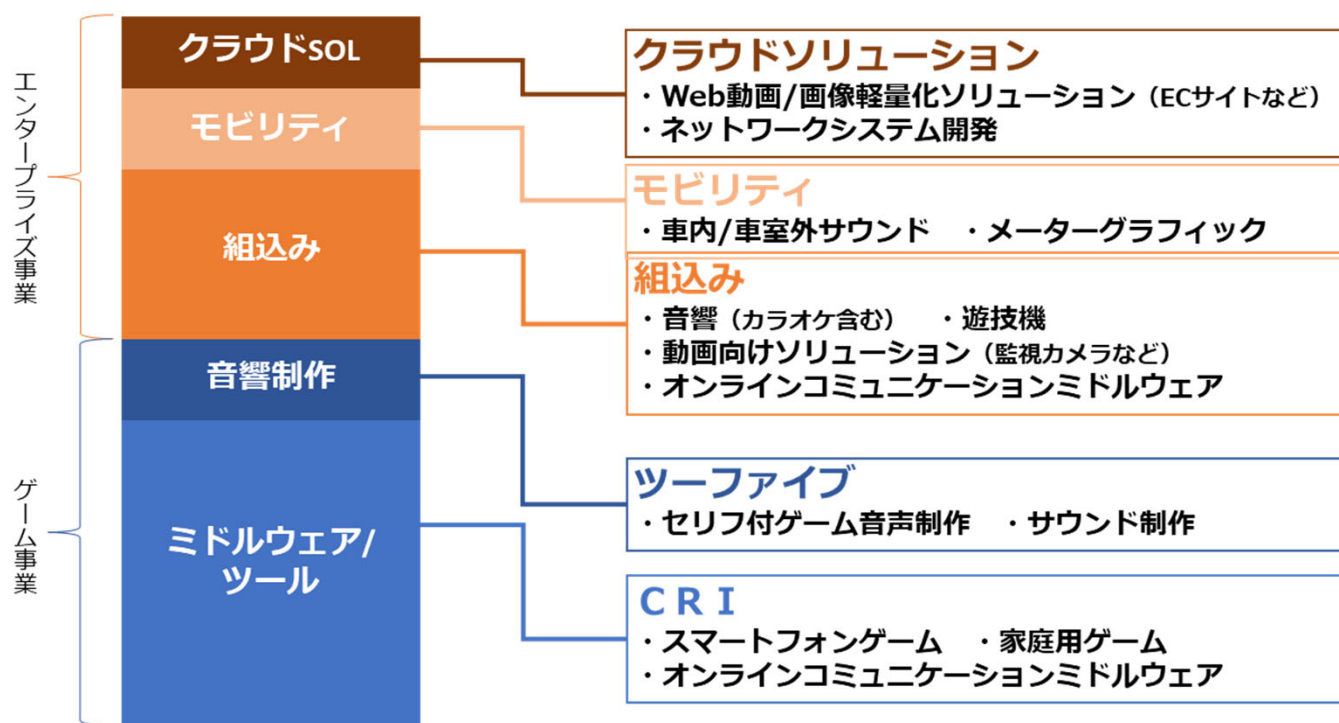 エンタープライズ事業
クラウドSOL
モビリティ
組込み
ゲーム事業
音響制作
ミドルウェア/
ツール
クラウドソリューション
・Web動画/画像軽量化ソリューション（ECサイトなど）
・ネットワークシステム開発
モビリティ
・車内/車室外サウンド　・メーターグラフィック
組込み
・音響（カラオケ含む）　・遊技機
・動画向けソリューション（監視カメラなど）
・オンラインコミュニケーションミドルウェア
ツーファイブ
・セリフ付ゲーム音声制作　・サウンド制作
ＣＲＩ
・スマートフォンゲーム　・家庭用ゲーム
・オンラインコミュニケーションミドルウェア